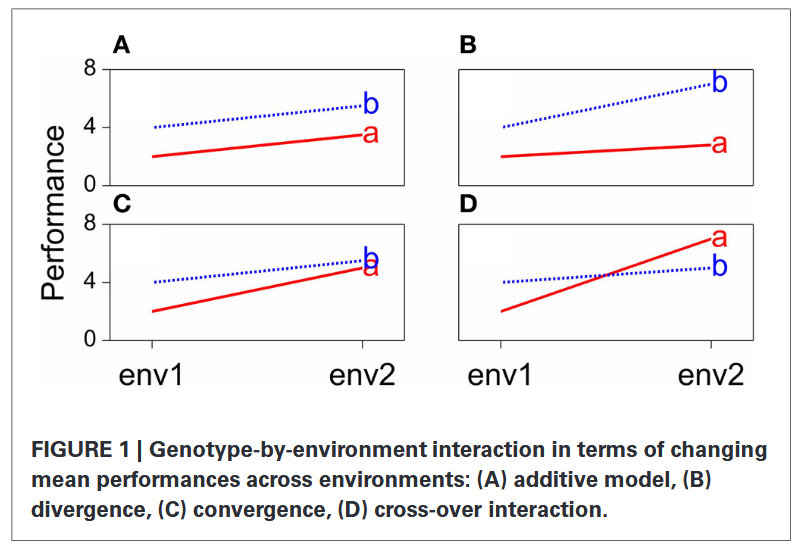 A
B
8
4
0
b
a
b
a
C
D
8
4
0
b
a
a
b
Performance
env1
env2
env1
env2
FIGURE 1 | Genotype-by-environment interaction in terms of changing
mean performances across environments: (A) additive model, (B)
divergence, (C) convergence, (D) cross-over interaction.